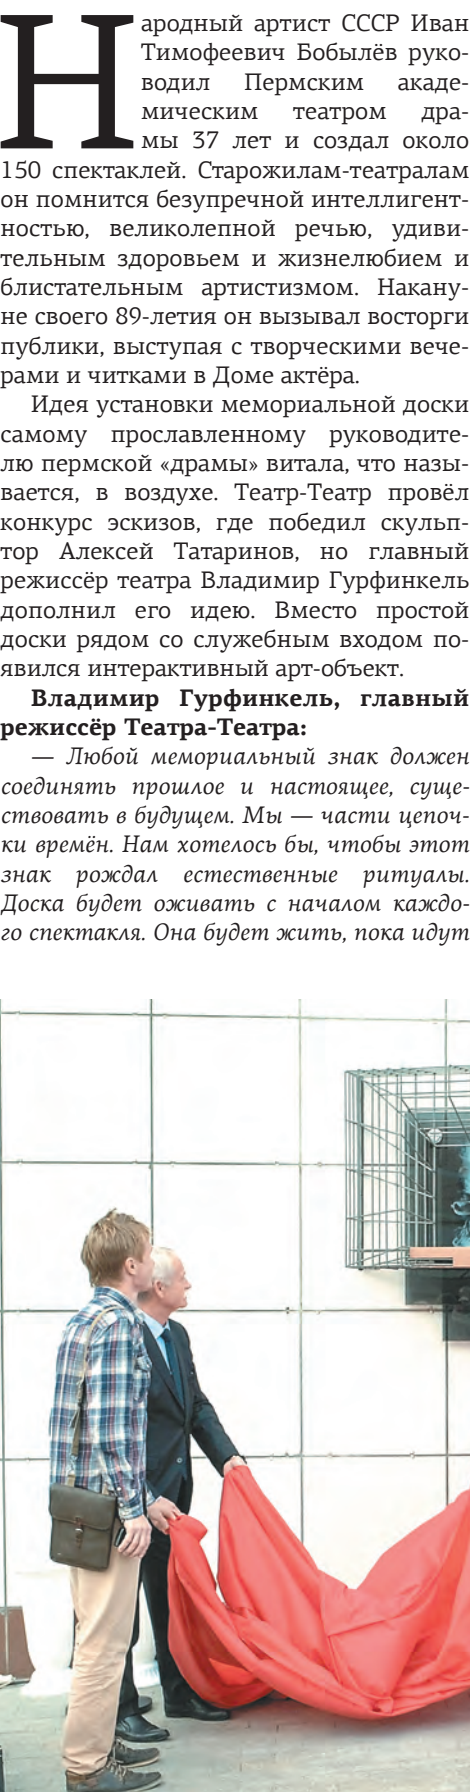 Народный артист СССР Иван
Тимофеевич Бобылёв руко-
водил Пермским акаде-
мическим театром дра-
мы 37 лет и создал около
150 спектаклей. Старожилам-театралам
он помнится безупречной интеллигент-
ностью, великолепной речью, удиви-
тельным здоровьем и жизнелюбием и
блистательным артистизмом. Накану-
не своего 89-летия он вызывал восторги
публики, выступая с творческими вече-
рами и читками в Доме актёра.
Идея установки мемориальной доски
самому прославленному руководите-
лю пермской «драмы» витала, что назы-
вается, в воздухе. Театр-Театр провёл
конкурс эскизов, где победил скульп-
тор Алексей Татаринов, но главный
режиссёр театра Владимир Гурфинкель
дополнил его идею. Вместо простой
доски рядом со служебным входом по-
явился интерактивный арт-объект.
Владимир Гурфинкель, главный
режиссёр Театра-Театра:
— Любой мемориальный знак должен
соединять прошлое и настоящее, суще-
ствовать в будущем. Мы — части цепоч-
ки времён. Нам хотелось бы, чтобы этот
знак рождал естественные ритуалы.
Доска будет оживать с началом каждо-
го спектакля. Она будет жить, пока идут